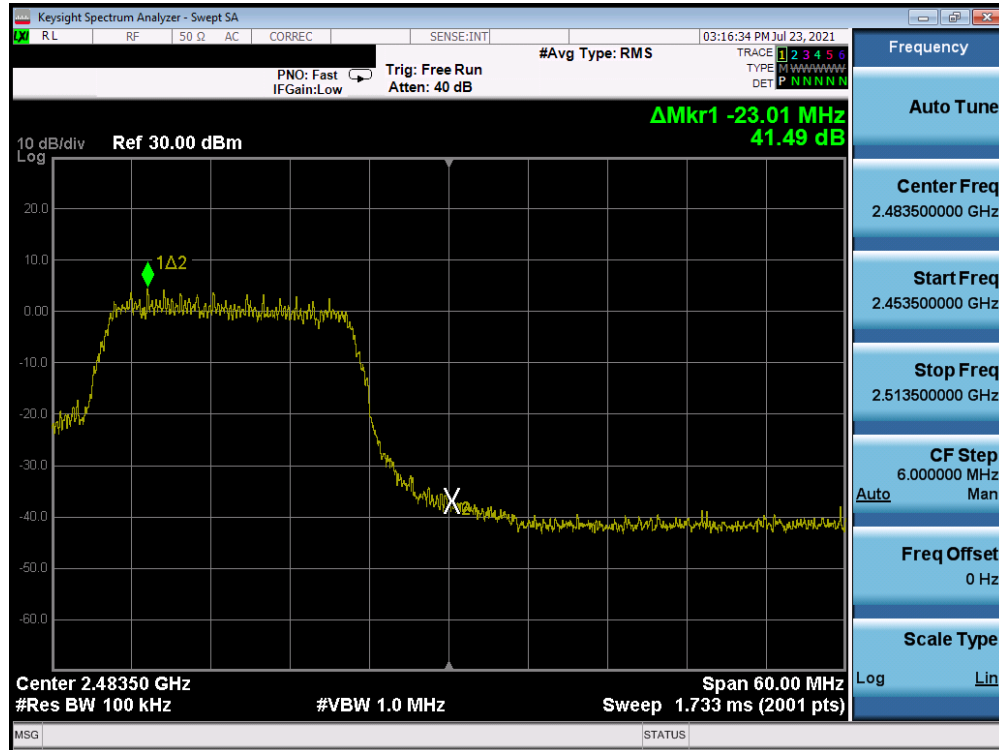 Keysight Spectrum Analyzer - Swept SA
LXI RL RF 50 Ω AC CORREC SENSE:INT 03:16:34 PM Jul 23, 2021
#Avg Type: RMS
TRACE 1 2 3 4 5 6
TYPE M WWWWW
DET P N N N N N
PNO: Fast
IFGain:Low
Trig: Free Run
Atten: 40 dB
ΔMkr1 -23.01 MHz
41.49 dB
10 dB/div Ref 30.00 dBm
Log
20.0
10.0
0.00
-10.0
-20.0
-30.0
-40.0
-50.0
-60.0
1Δ2
X2
Center 2.48350 GHz Span 60.00 MHz
#Res BW 100 kHz #VBW 1.0 MHz Sweep 1.733 ms (2001 pts)
MSG STATUS
Frequency
Auto Tune
Center Freq
2.483500000 GHz
Start Freq
2.453500000 GHz
Stop Freq
2.513500000 GHz
CF Step
6.000000 MHz
Auto Man
Freq Offset
0 Hz
Scale Type
Log Lin